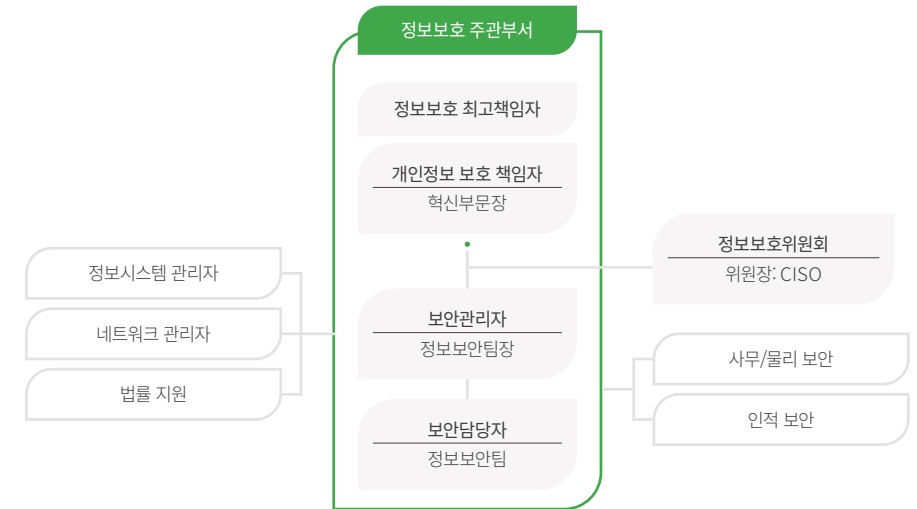 정보보호 주관부서
정보보호 최고책임자
개인정보 보호 책임자
혁신부문장
정보보호위원회
위원장: CISO
정보시스템 관리자
네트워크 관리자
법률 지원
보안관리자
정보보안팀장
사무/물리 보안
인적 보안
보안담당자
정보보안팀